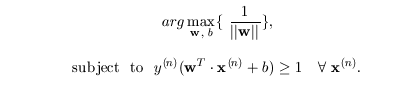 arg max_{w, b} { 1 / ||w|| },
subject to y^{(n)}(w^T · x^{(n)} + b) ≥ 1 ∀ x^{(n)}.